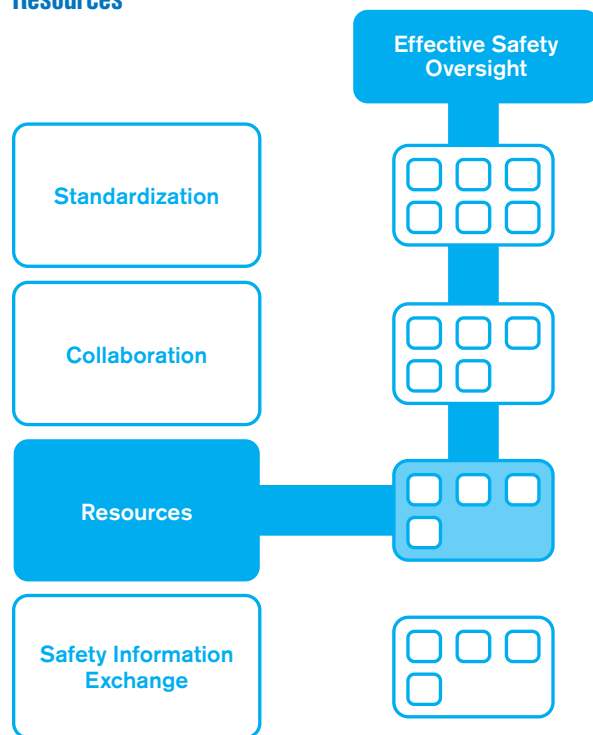 Resources
Effective Safety
Oversight
Standardization
Collaboration
Resources
Safety Information
Exchange